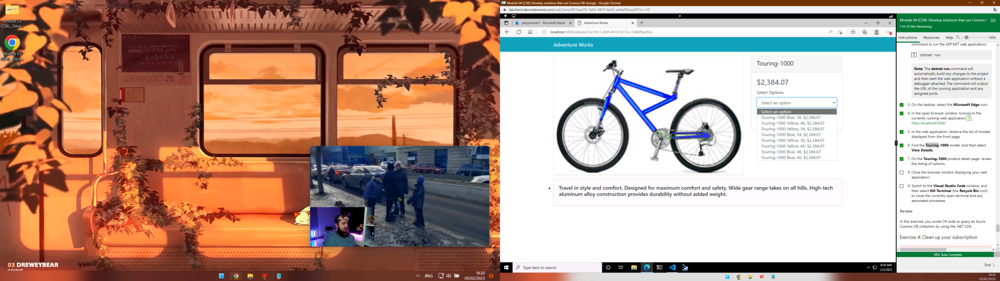 Module 03
(CSR)_ Deve...
Module 03
(CSR)_ Deve...
03 DREWEYBEAR
ENG
19:20
05/02/2023
1
Module 04 (CSR): Develop solutions that use Cosmos DB storage - Google Chrome
labclient.labondemand.com/LabClient/957aed78-7a65-4973-8a53-ed4af35cad55?rc=10
polycosmos1 - Microsoft Azure
Adventure Works
localhost:5000/details/52e7f2c1-dbff-4518-927d-c7d46f9ed32e
Adventure Works
Touring-1000
$2,384.07
Select Options
Select an option
Select an option
Touring-1000 Blue, 50, $2,384.07
Touring-1000 Yellow, 46, $2,384.07
Touring-1000 Yellow, 54, $2,384.07
Touring-1000 Blue, 54, $2,384.07
Touring-1000 Yellow, 50, $2,384.07
Touring-1000 Yellow, 60, $2,384.07
Touring-1000 Blue, 46, $2,384.07
Touring-1000 Blue, 60, $2,384.07
Travel in style and comfort. Designed for maximum comfort and safety. Wide gear range takes on all hills. High-tech
aluminum alloy construction provides durability without added weight.
Type here to search
8:20 AM
2/5/2023
Module 04 (CSR): Develop solutions that use Cosmos
1 Hr 23 Min Remaining
Instructions Resources Help 100%
command to run the ASP.NET web application:
T dotnet run
Note: The dotnet run command will
automatically build any changes to the project
and then start the web application without a
debugger attached. The command will output
the URL of the running application and any
assigned ports.
3. On the taskbar, select the Microsoft Edge icon.
4. In the open browser window, browse to the
currently running web application T
http://localhost:5000.
5. In the web application, observe the list of models
displayed from the front page.
6. Find the Touring-1000 model, and then select
View Details.
7. On the Touring-1000 product detail page, review
the listing of options.
8. Close the browser window displaying your web
application.
9. Switch to the Visual Studio Code window, and
then select Kill Terminal (the Recycle Bin icon)
to close the currently open terminal and any
associated processes.
Review
In this exercise, you wrote C# code to query an Azure
Cosmos DB collection by using the .NET SDK.
Exercise 4: Clean up your subscription
94% Tasks Complete
End
19:20
05/02/2023